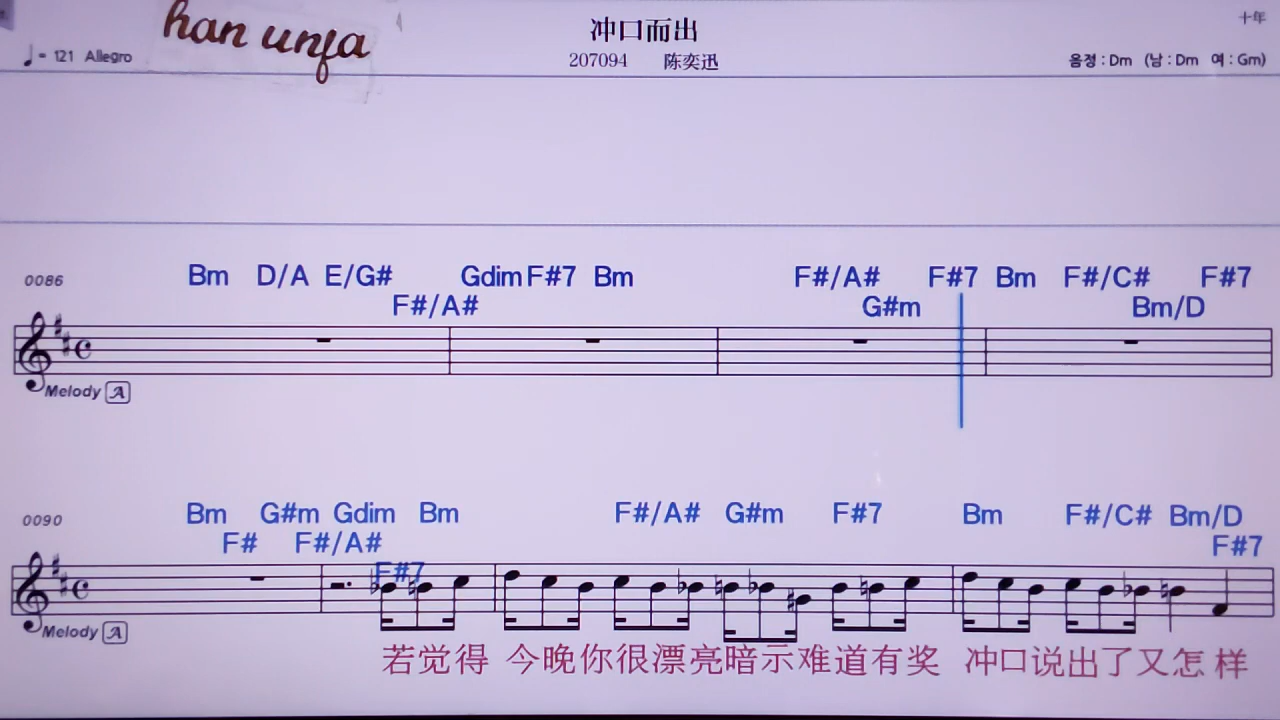 han unfa
冲口而出
十年
♩ = 121 Allegro
207094 陈奕迅
음정 : Dm (남 : Dm 여 : Gm)
0086
Bm D/A E/G# Gdim F#7 Bm F#/A# F#7 Bm F#/C# F#7
F#/A# G#m Bm/D
Melody A
0090
Bm G#m Gdim Bm F#/A# G#m F#7 Bm F#/C# Bm/D
F# F#/A# F#7
F#7
Melody A
若觉得 今晚你很漂亮暗示难道有奖 冲口说出了又怎样